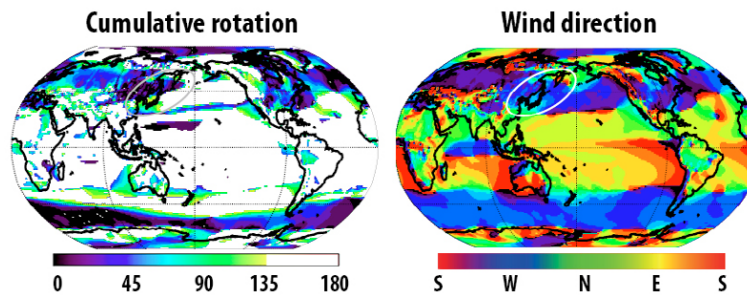 Cumulative rotation
Wind direction
0 45 90 135 180
S W N E S